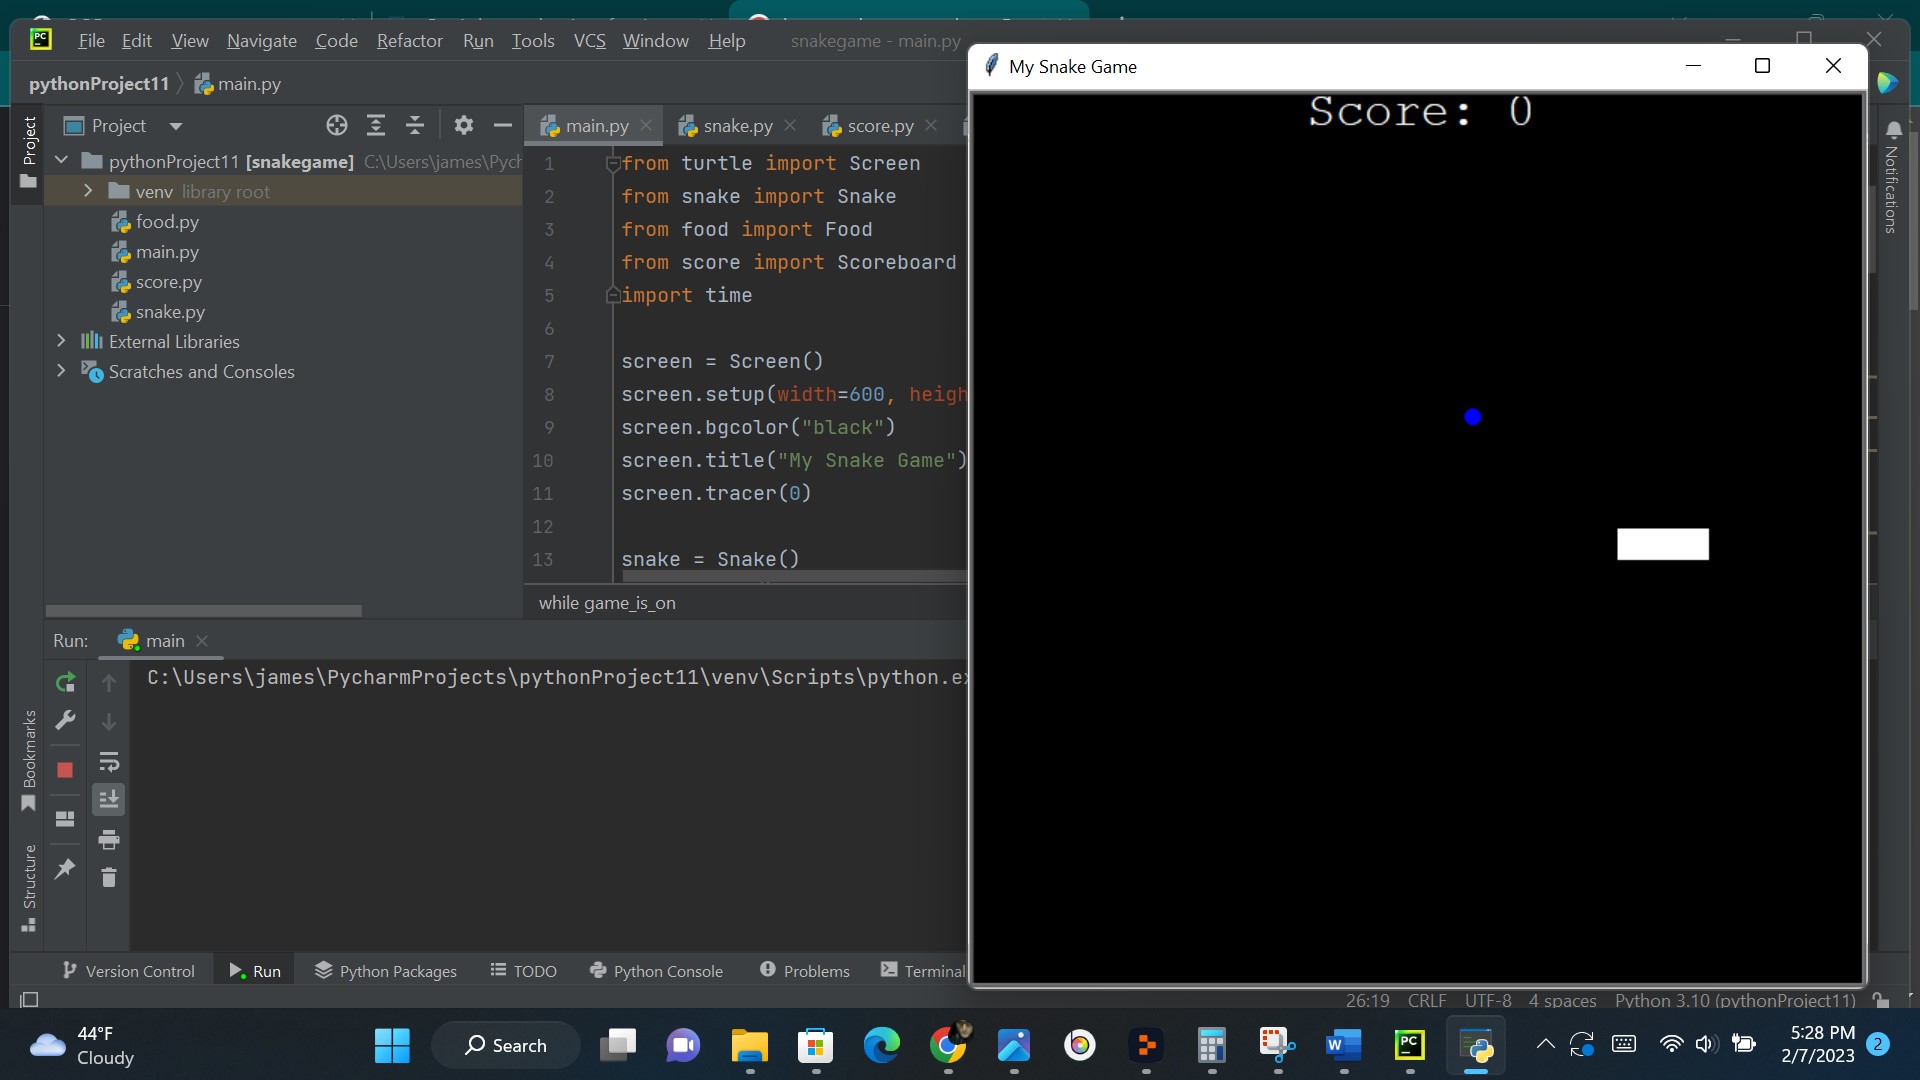 File Edit View Navigate Code Refactor Run Tools VCS Window Help snakegame - main.py
pythonProject11 main.py
My Snake Game
Score: 0
Project
Project
main.py
snake.py
score.py
pythonProject11 [snakegame] C:\Users\james\Pych
venv library root
food.py
main.py
score.py
snake.py
External Libraries
Scratches and Consoles
1 from turtle import Screen
2 from snake import Snake
3 from food import Food
4 from score import Scoreboard
5 import time
6
7 screen = Screen()
8 screen.setup(width=600, heigh
9 screen.bgcolor("black")
10 screen.title("My Snake Game")
11 screen.tracer(0)
12
13 snake = Snake()
while game_is_on
Notifications
Run: main
C:\Users\james\PycharmProjects\pythonProject11\venv\Scripts\python.ex
Bookmarks
Structure
Version Control Run Python Packages TODO Python Console Problems Terminal
26:19 CRLF UTF-8 4 spaces Python 3.10 (pythonProject11)
44°F
Cloudy
Search
5:28 PM
2/7/2023
2